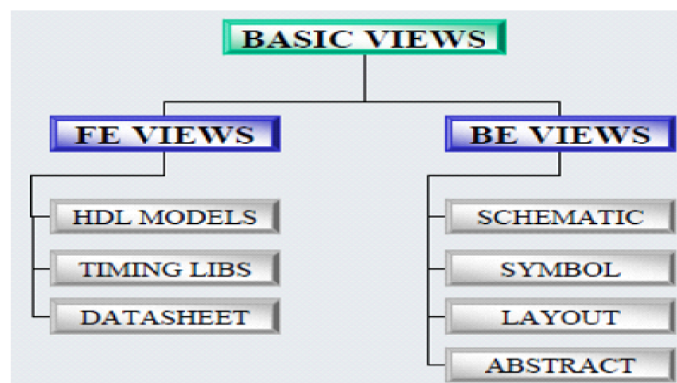 BASIC VIEWS
FE VIEWS
HDL MODELS
TIMING LIBS
DATASHEET
BE VIEWS
SCHEMATIC
SYMBOL
LAYOUT
ABSTRACT